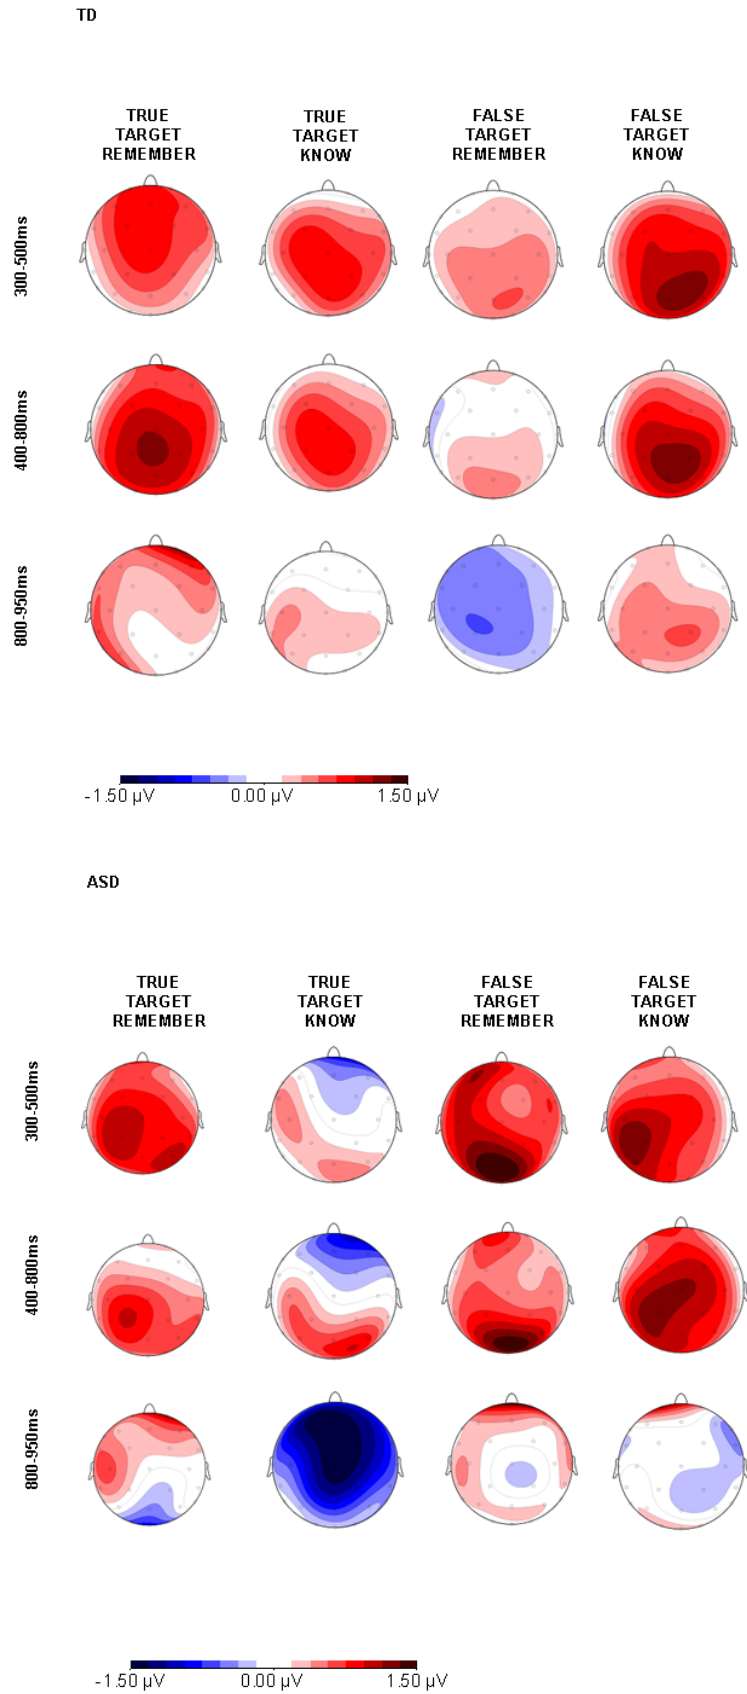 TD
TRUE
TARGET
REMEMBER
TRUE
TARGET
KNOW
FALSE
TARGET
REMEMBER
FALSE
TARGET
KNOW
300-500ms
400-800ms
800-950ms
-1.50 µV 0.00 µV 1.50 µV
ASD
TRUE
TARGET
REMEMBER
TRUE
TARGET
KNOW
FALSE
TARGET
REMEMBER
FALSE
TARGET
KNOW
300-500ms
400-800ms
800-950ms
-1.50 µV 0.00 µV 1.50 µV